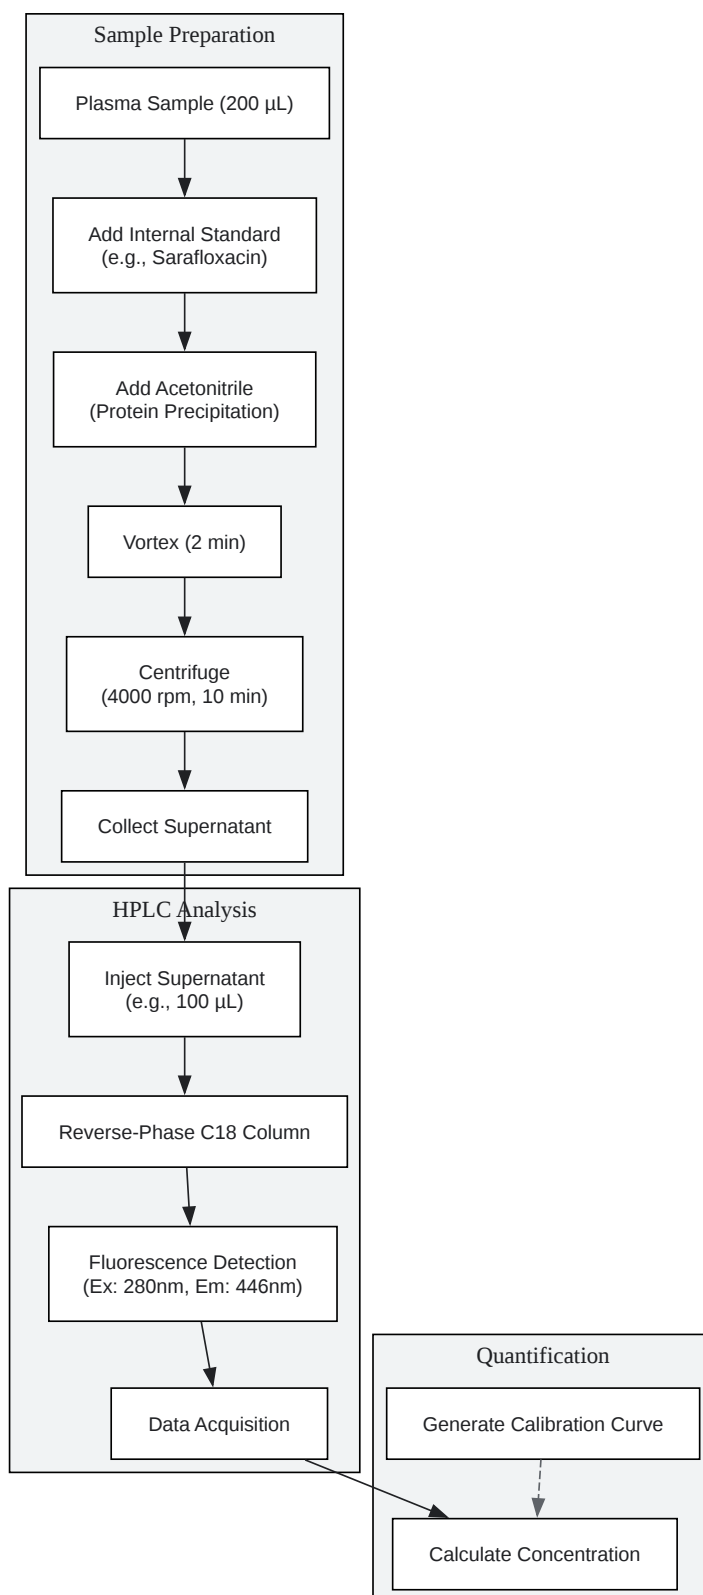 Sample Preparation
Plasma Sample (200 µL)
Add Internal Standard
(e.g., Sarafloxacin)
Add Acetonitrile
(Protein Precipitation)
Vortex (2 min)
Centrifuge
(4000 rpm, 10 min)
Collect Supernatant
HPLC Analysis
Inject Supernatant
(e.g., 100 µL)
Reverse-Phase C18 Column
Fluorescence Detection
(Ex: 280nm, Em: 446nm)
Data Acquisition
Quantification
Generate Calibration Curve
Calculate Concentration